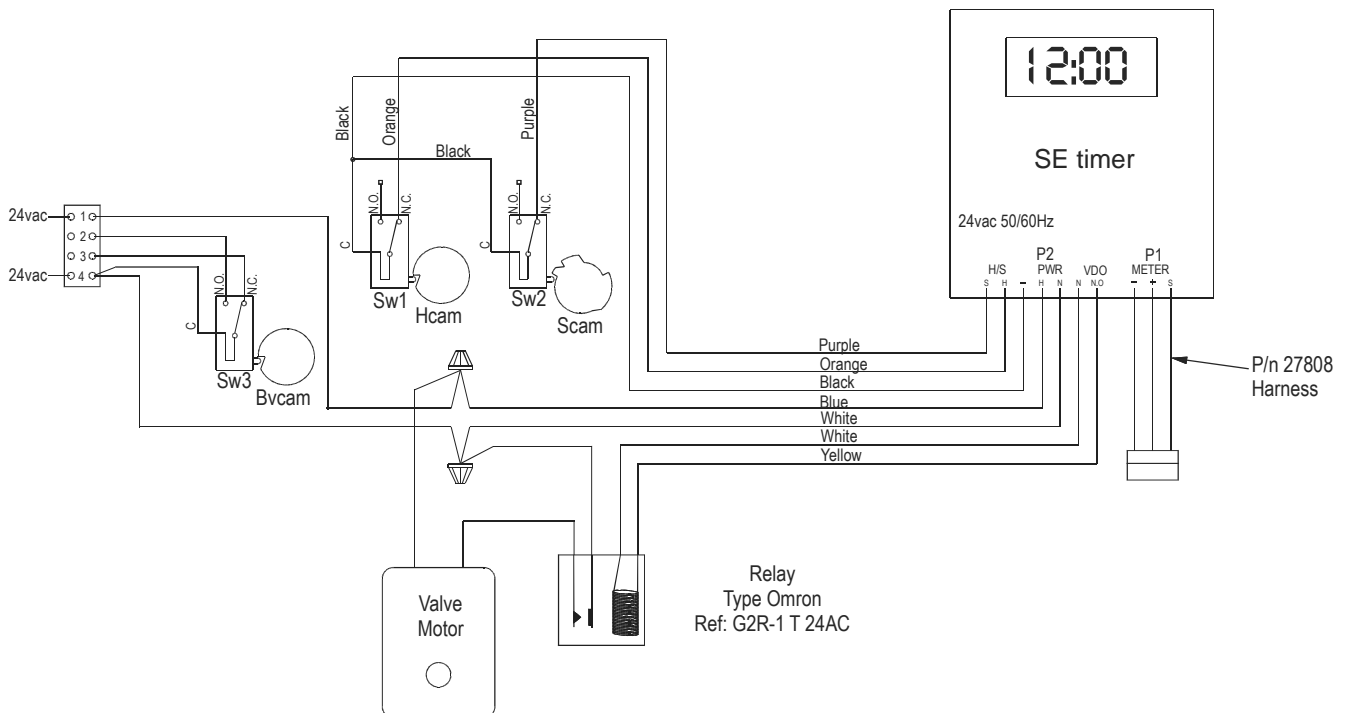 12:00
SE timer
24vac 50/60Hz
P2
P1
H/S
PWR
VDO
METER
S H – H N N N.O – + S
Black
Orange
Purple
Black
24vac
1
2
3
4
24vac
N.O.
N.C.
C
Sw1
Hcam
N.O.
N.C.
C
Sw2
Scam
N.O.
N.C.
C
Sw3
Bvcam
Purple
Orange
Black
Blue
White
White
Yellow
P/n 27808
Harness
Valve
Motor
Relay
Type Omron
Ref: G2R-1 T 24AC